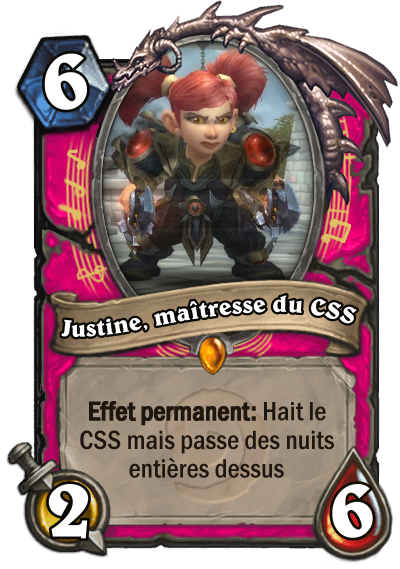 6
Justine, maîtresse du CSS
Effet permanent: Hait le
CSS mais passe des nuits
entières dessus
2
6